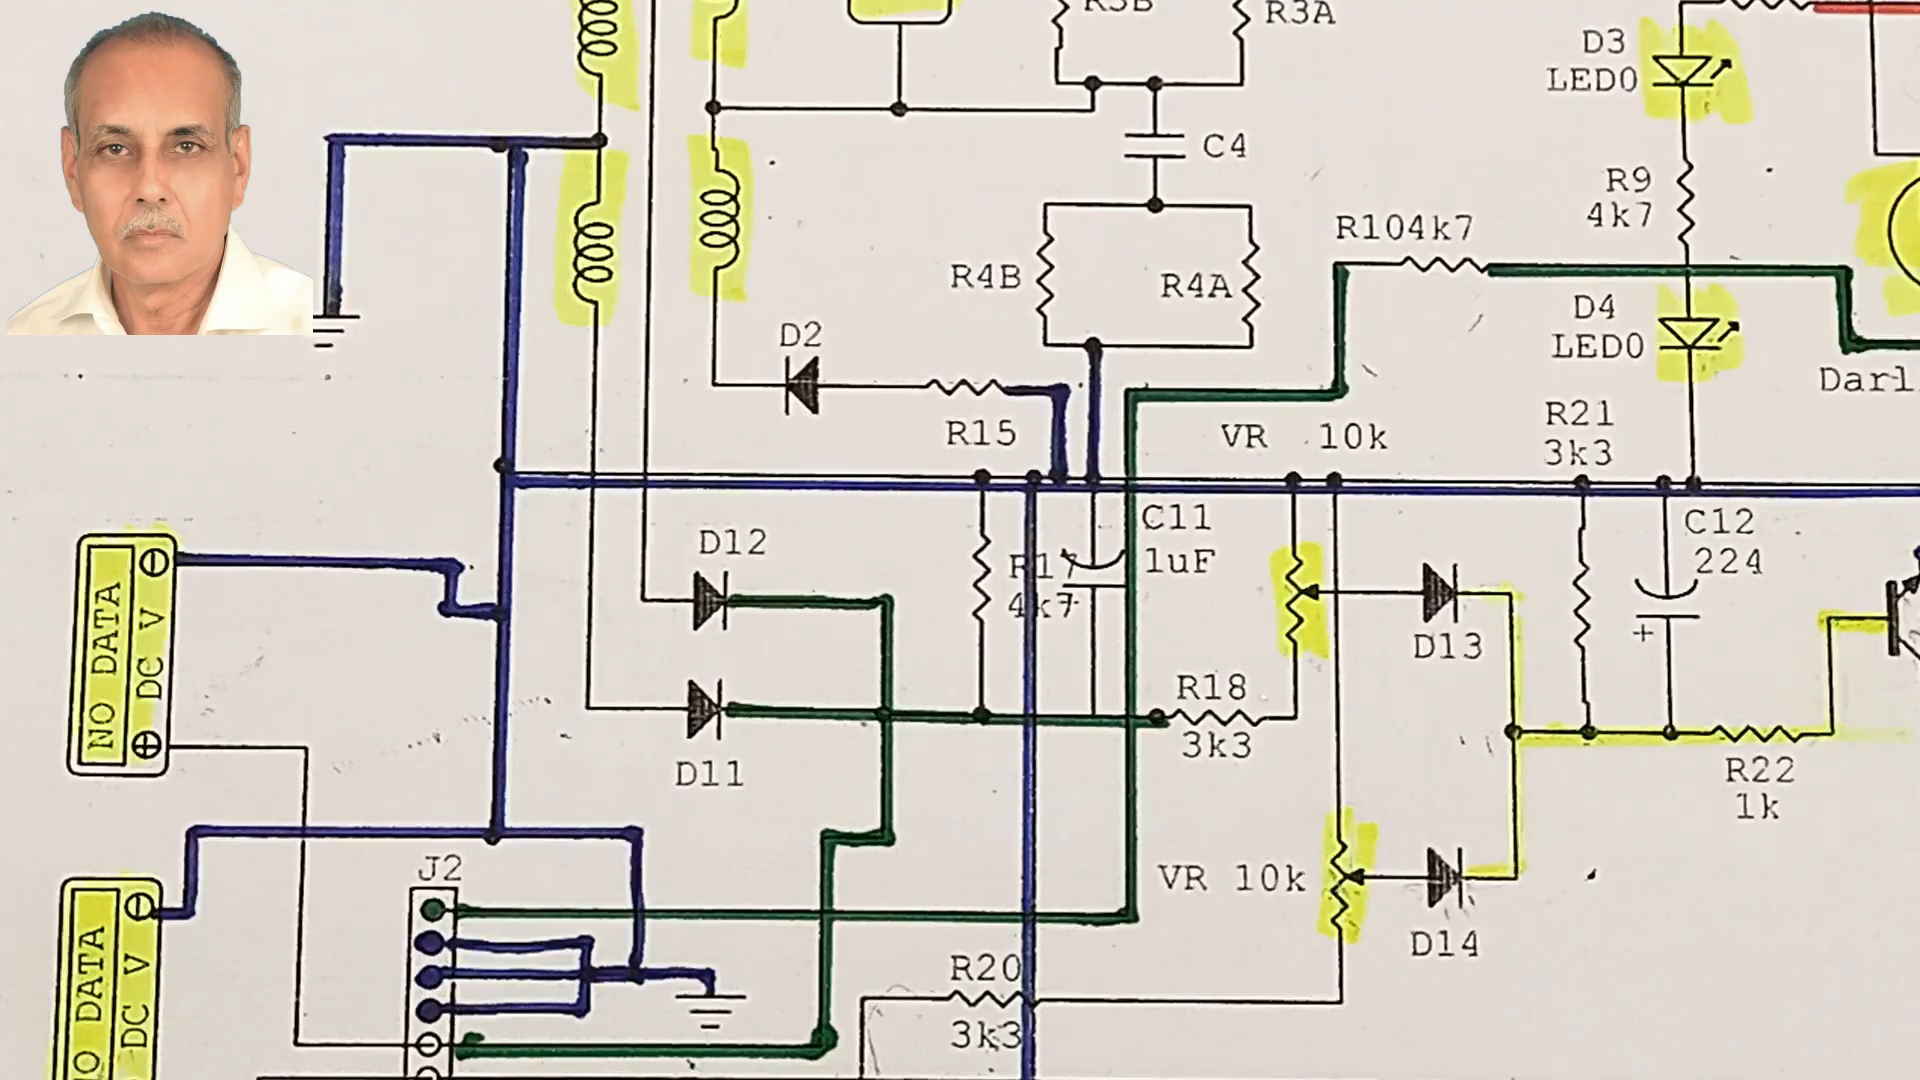 R3B
R3A
D3
LED0
C4
R9
4k7
R104k7
R4B
R4A
D4
LED0
D2
Darl
R15
VR 10k
R21
3k3
C11
1uF
C12
224
D12
R17
4k7
NO DATA
DC V
D13
+
R18
3k3
D11
R22
1k
J2
VR 10k
D14
NO DATA
DC V
R20
3k3